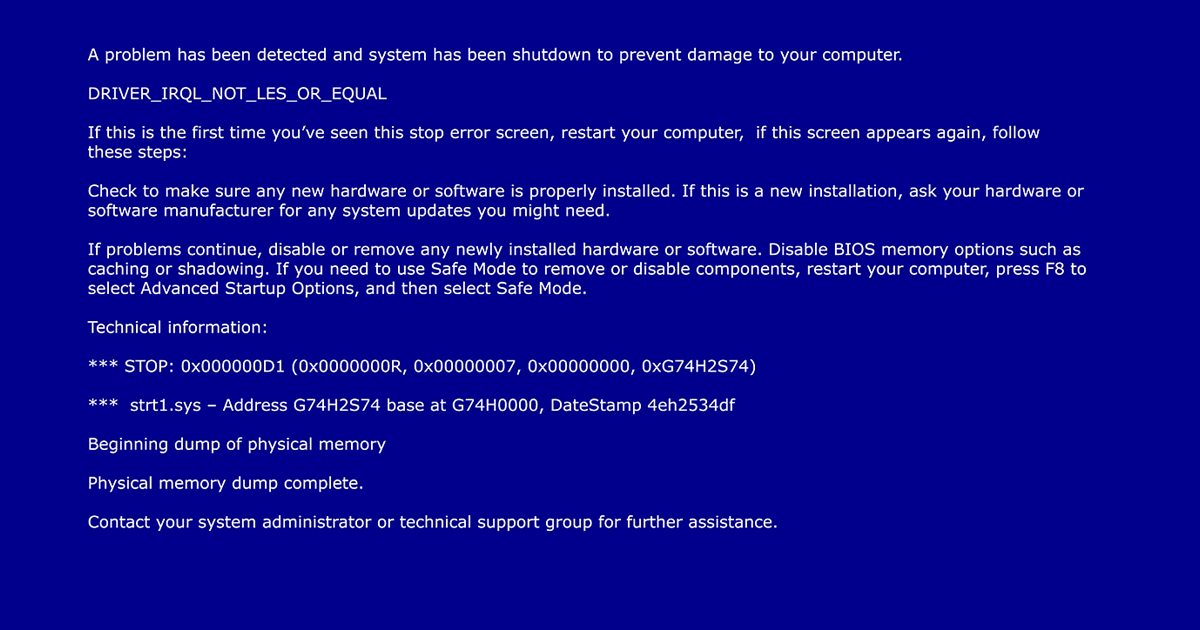 A problem has been detected and system has been shutdown to prevent damage to your computer.
DRIVER_IRQL_NOT_LES_OR_EQUAL
If this is the first time you’ve seen this stop error screen, restart your computer,  if this screen appears again, follow
these steps:
Check to make sure any new hardware or software is properly installed. If this is a new installation, ask your hardware or
software manufacturer for any system updates you might need.
If problems continue, disable or remove any newly installed hardware or software. Disable BIOS memory options such as
caching or shadowing. If you need to use Safe Mode to remove or disable components, restart your computer, press F8 to
select Advanced Startup Options, and then select Safe Mode.
Technical information:
*** STOP: 0x000000D1 (0x0000000R, 0x00000007, 0x00000000, 0xG74H2S74)
***  strt1.sys – Address G74H2S74 base at G74H0000, DateStamp 4eh2534df
Beginning dump of physical memory
Physical memory dump complete.
Contact your system administrator or technical support group for further assistance.